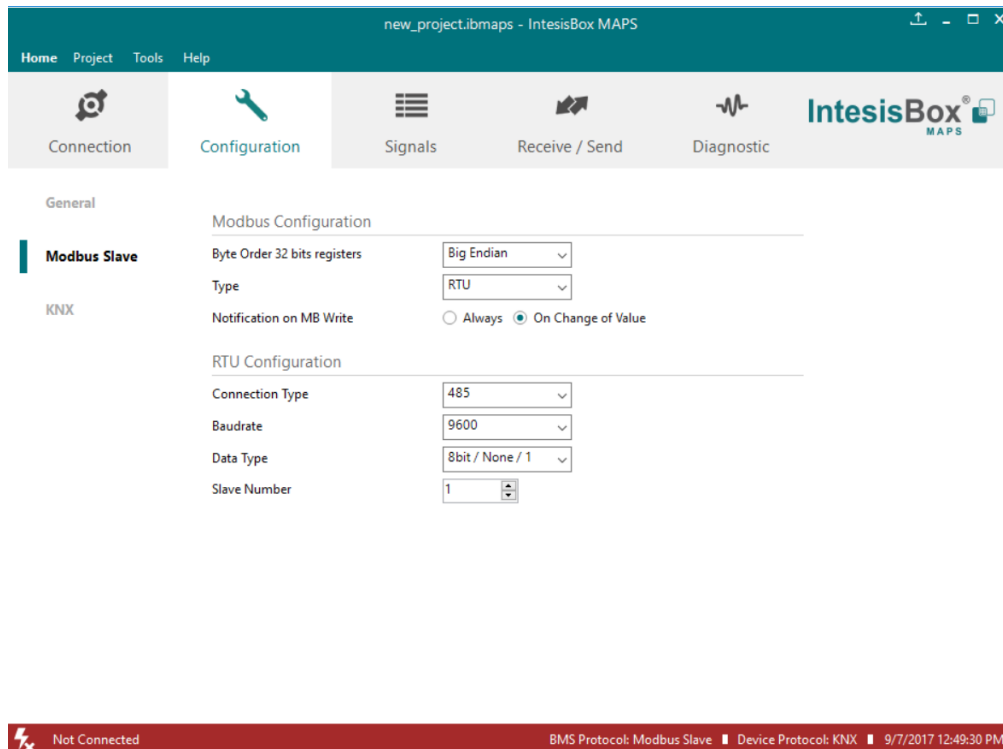 new_project.ibmaps - IntesisBox MAPS
Home Project Tools Help
Connection Configuration Signals Receive / Send Diagnostic IntesisBox® MAPS
General
Modbus Configuration
Byte Order 32 bits registers Big Endian
Modbus Slave
Type RTU
KNX
Notification on MB Write Always On Change of Value
RTU Configuration
Connection Type 485
Baudrate 9600
Data Type 8bit / None / 1
Slave Number 1
Not Connected BMS Protocol: Modbus Slave Device Protocol: KNX 9/7/2017 12:49:30 PM